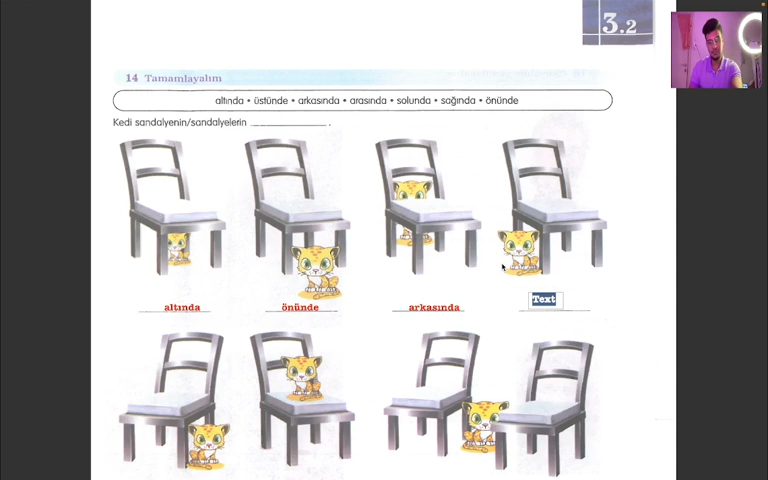 3.2
14 Tamamlayalım
altında • üstünde • arkasında • arasında • solunda • sağında • önünde
Kedi sandalyenin/sandalyelerin ______________ .
altında
önünde
arkasında
Text